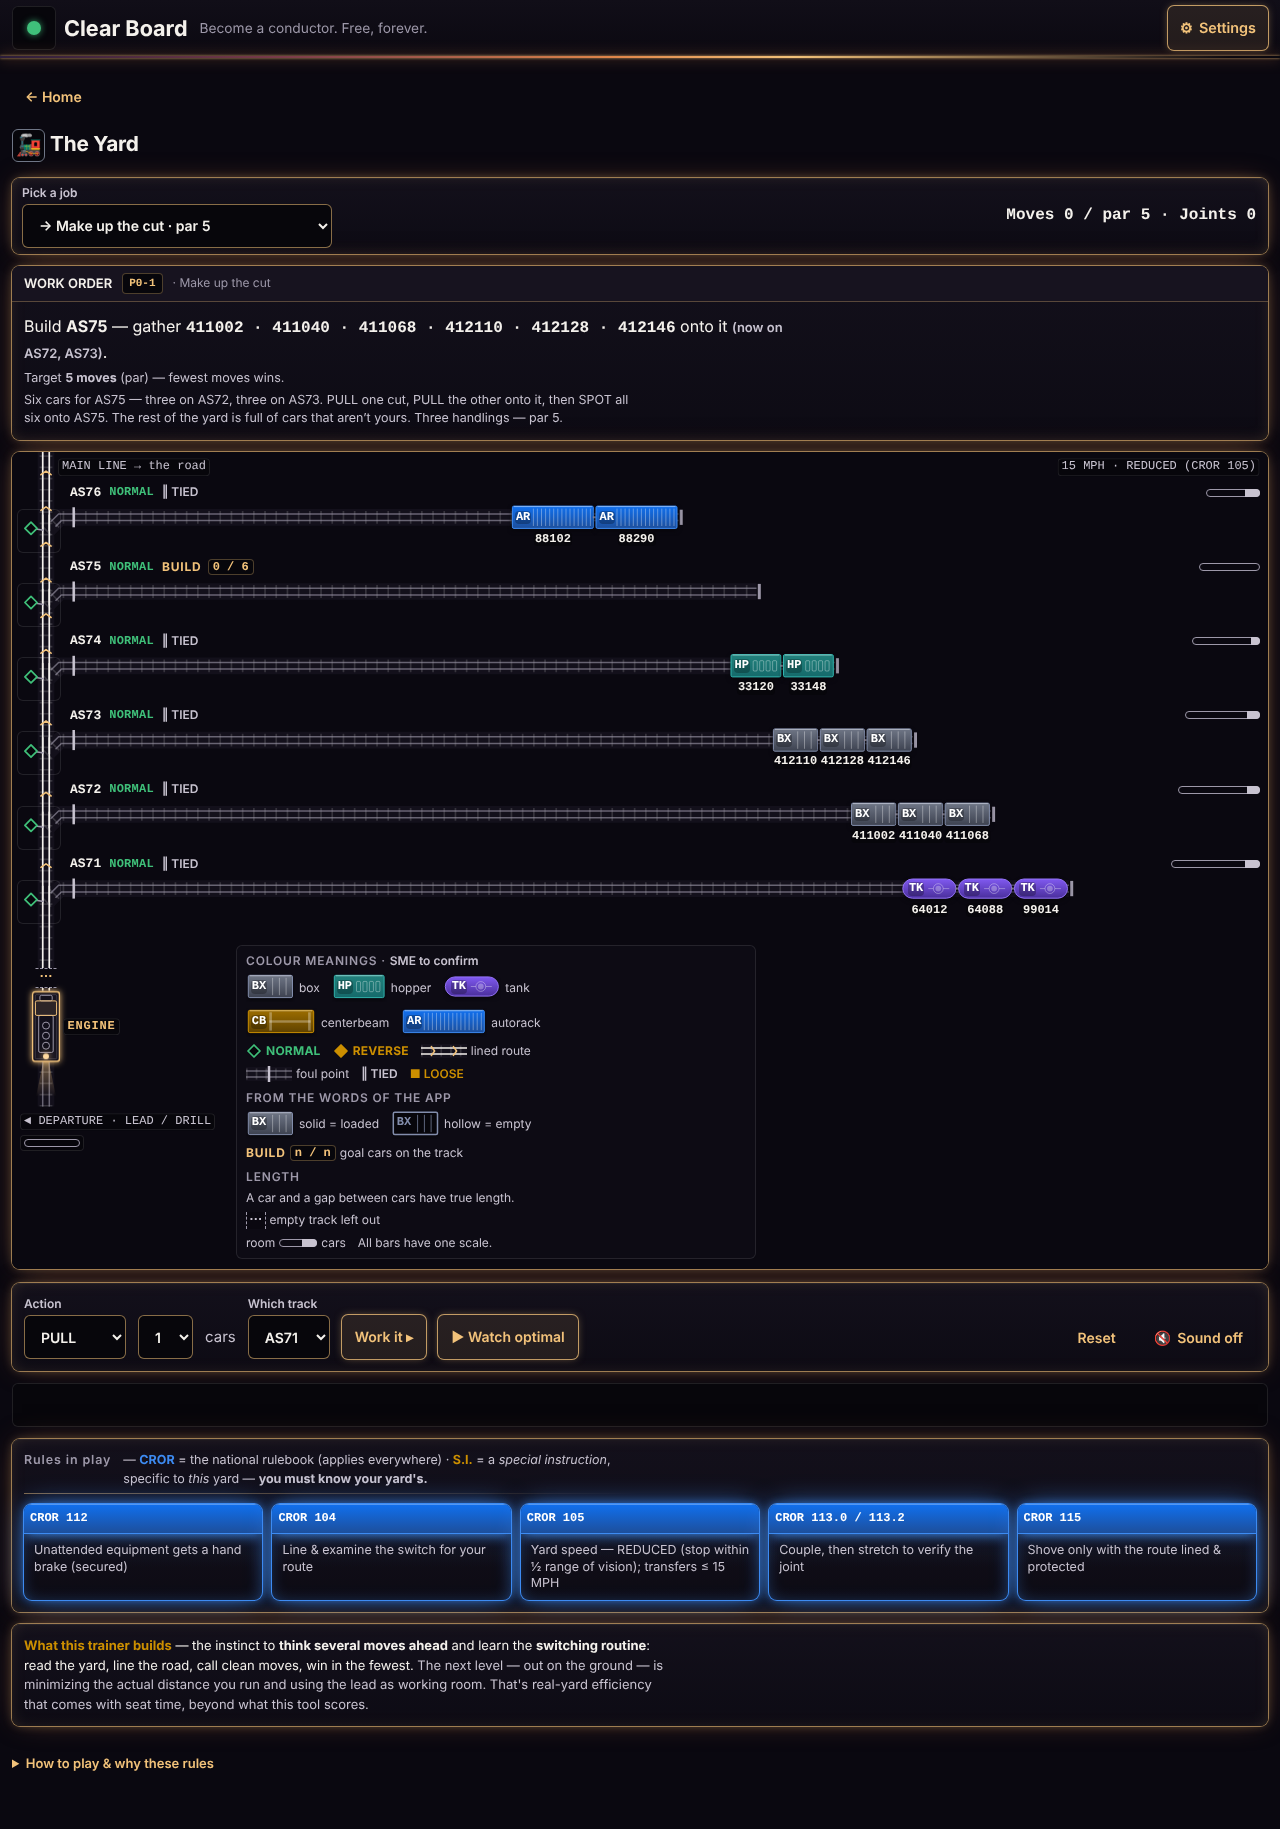 Clear Board
Become a conductor. Free, forever.
⚙ Settings
← Home
The Yard
Pick a job
→ Make up the cut · par 5
Moves 0 / par 5 · Joints 0
WORK ORDER P0-1 · Make up the cut
Build AS75 — gather 411002 · 411040 · 411068 · 412110 · 412128 · 412146 onto it (now on
AS72, AS73).
Target 5 moves (par) — fewest moves wins.
Six cars for AS75 — three on AS72, three on AS73. PULL one cut, PULL the other onto it, then SPOT all
six onto AS75. The rest of the yard is full of cars that aren’t yours. Three handlings — par 5.
MAIN LINE → the road
15 MPH · REDUCED (CROR 105)
AS76 NORMAL ‖ TIED
AR AR
88102 88290
AS75 NORMAL BUILD 0 / 6
AS74 NORMAL ‖ TIED
HP HP
33120 33148
AS73 NORMAL ‖ TIED
BX BX BX
412110 412128 412146
AS72 NORMAL ‖ TIED
BX BX BX
411002 411040 411068
AS71 NORMAL ‖ TIED
TK TK TK
64012 64088 99014
⋯
ENGINE
◄ DEPARTURE · LEAD / DRILL
COLOUR MEANINGS · SME to confirm
BX box HP hopper TK tank
CB centerbeam AR autorack
◇ NORMAL ◆ REVERSE lined route
foul point ‖ TIED ■ LOOSE
FROM THE WORDS OF THE APP
BX solid = loaded BX hollow = empty
BUILD n / n goal cars on the track
LENGTH
A car and a gap between cars have true length.
⋯ empty track left out
room cars All bars have one scale.
Action
PULL 1 cars
Which track
AS71
Work it ▸
▶ Watch optimal
Reset
🔇 Sound off
Rules in play — CROR = the national rulebook (applies everywhere) · S.I. = a special instruction,
specific to this yard — you must know your yard's.
CROR 112
Unattended equipment gets a hand
brake (secured)
CROR 104
Line & examine the switch for your
route
CROR 105
Yard speed — REDUCED (stop within
½ range of vision); transfers ≤ 15
MPH
CROR 113.0 / 113.2
Couple, then stretch to verify the
joint
CROR 115
Shove only with the route lined &
protected
What this trainer builds — the instinct to think several moves ahead and learn the switching routine:
read the yard, line the road, call clean moves, win in the fewest. The next level — out on the ground — is
minimizing the actual distance you run and using the lead as working room. That's real-yard efficiency
that comes with seat time, beyond what this tool scores.
▶ How to play & why these rules